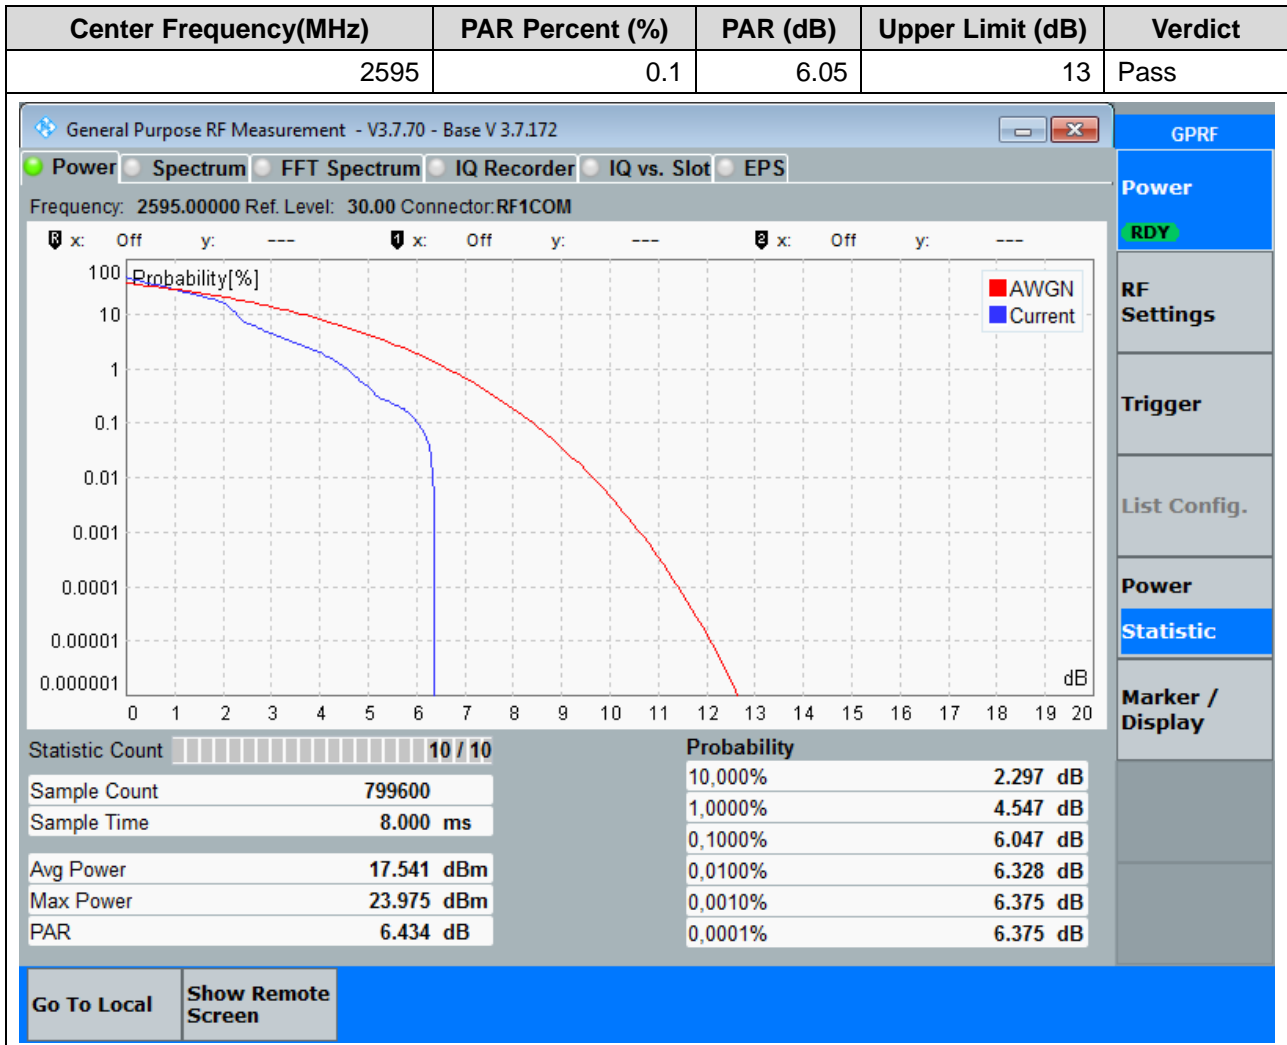 Center Frequency(MHz) PAR Percent (%) PAR (dB) Upper Limit (dB) Verdict
2595 0.1 6.05 13 Pass
General Purpose RF Measurement - V3.7.70 - Base V 3.7.172
GPRF
Power Spectrum FFT Spectrum IQ Recorder IQ vs. Slot EPS
Frequency: 2595.00000 Ref. Level: 30.00 Connector:RF1COM
R x: Off y: --- 1 x: Off y: --- 2 x: Off y: ---
Probability[%]
AWGN
Current
100
10
1
0.1
0.01
0.001
0.0001
0.00001
0.000001
dB
0 1 2 3 4 5 6 7 8 9 10 11 12 13 14 15 16 17 18 19 20
Statistic Count 10 / 10
Sample Count 799600
Sample Time 8.000 ms
Avg Power 17.541 dBm
Max Power 23.975 dBm
PAR 6.434 dB
Probability
10,000% 2.297 dB
1,0000% 4.547 dB
0,1000% 6.047 dB
0,0100% 6.328 dB
0,0010% 6.375 dB
0,0001% 6.375 dB
Power
RDY
RF
Settings
Trigger
List Config.
Power
Statistic
Marker /
Display
Go To Local
Show Remote
Screen